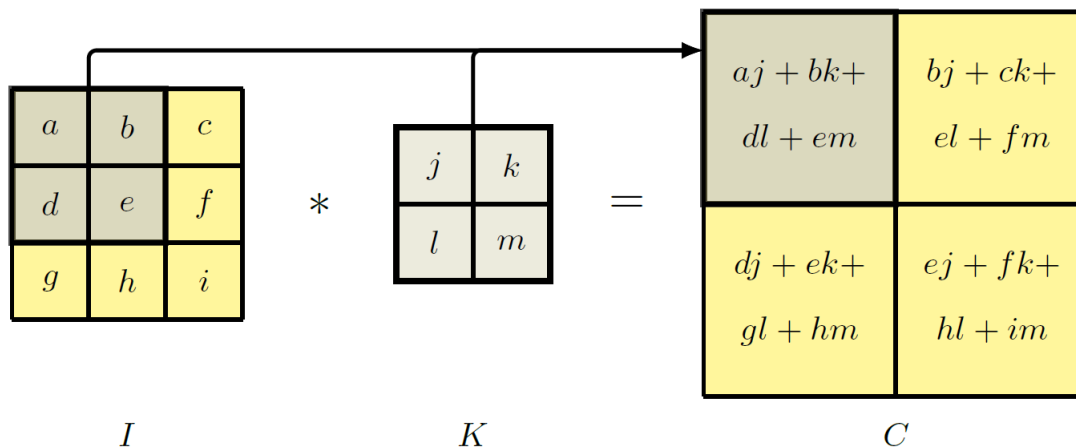 a b c
d e f
g h i
I
*
j k
l m
K
=
aj + bk+
dl + em
bj + ck+
el + fm
dj + ek+
gl + hm
ej + fk+
hl + im
C